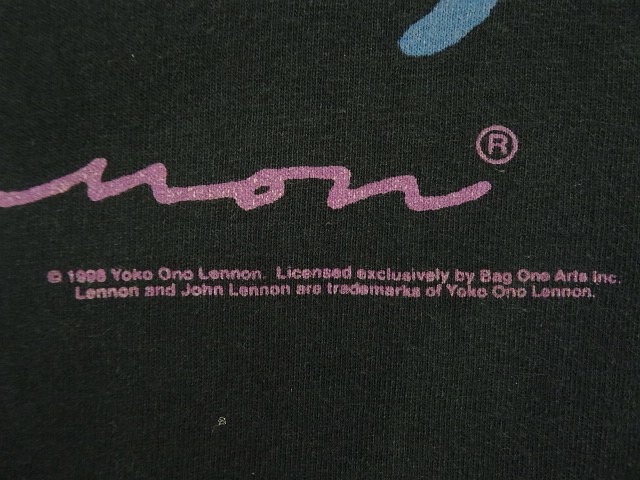 nnon ®
© 1998 Yoko Ono Lennon. Licensed exclusively by Bag One Arts Inc.
Lennon and John Lennon are trademarks of Yoko Ono Lennon.